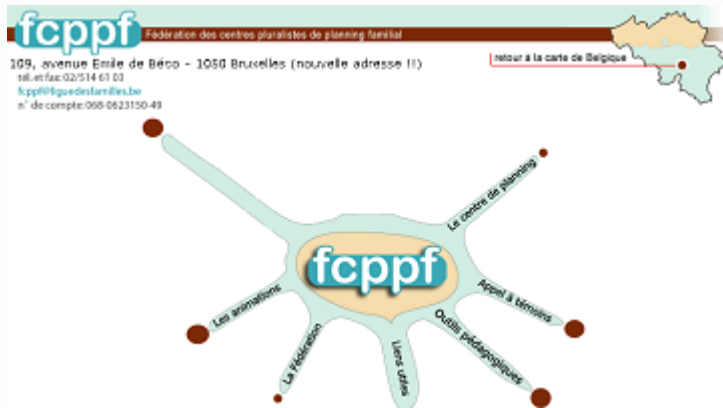 fcppf
Fédération des centres pluralistes de planning familial
109, avenue Emile de Béco - 1050 Bruxelles (nouvelle adresse !!)
tél. et fax: 02/514 61 03
fcppf@liguedesfamilles.be
n° de compte: 068-0623150-49
retour à la carte de Belgique
Le centre de planning
fcppf
Les animations
Appel à témoins
La Fédération
Liens utiles
Outils pédagogiques